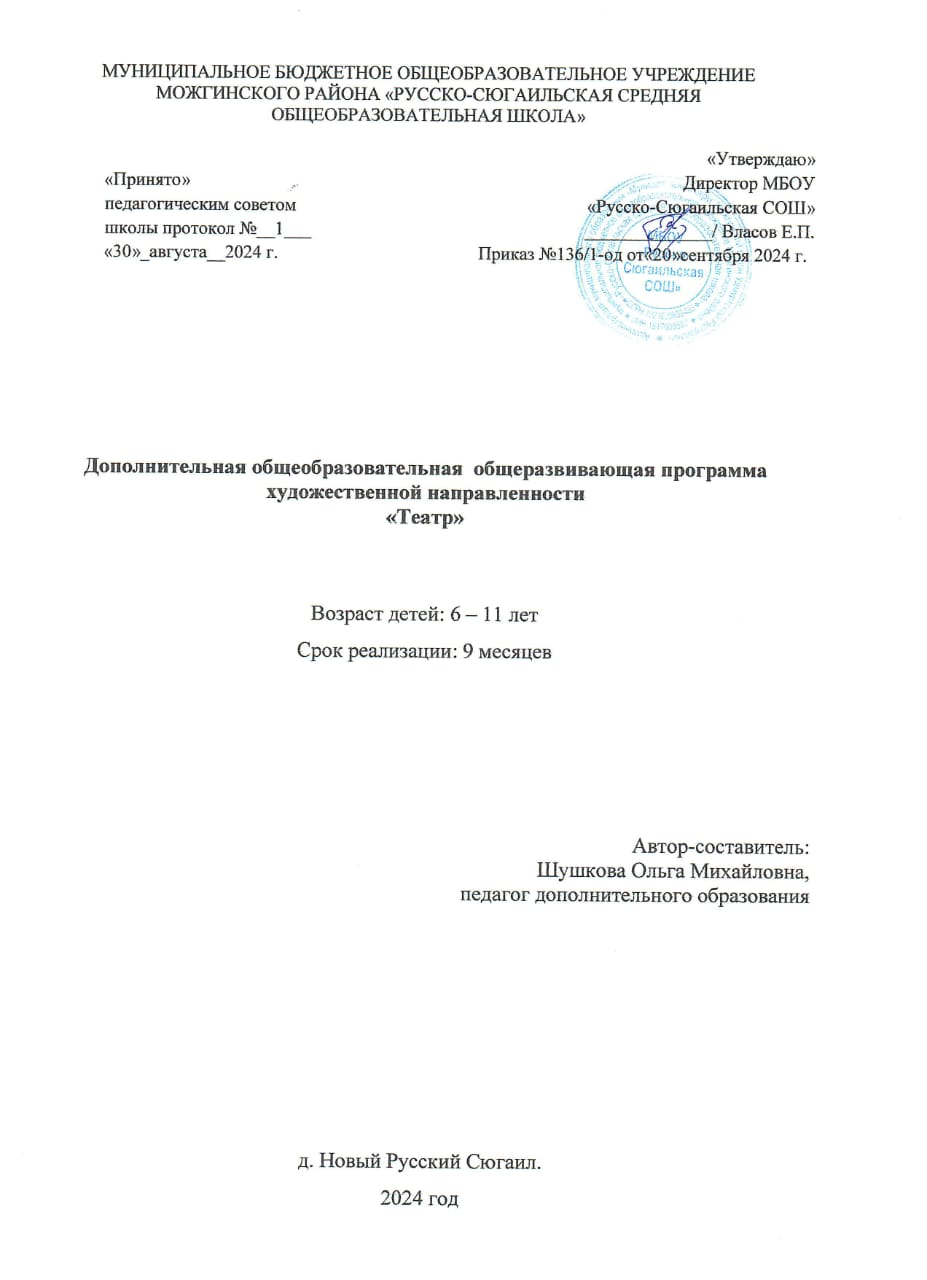 МУНИЦИПАЛЬНОЕ БЮДЖЕТНОЕ ОБЩЕОБРАЗОВАТЕЛЬНОЕ УЧРЕЖДЕНИЕ
МОЖГИНСКОГО РАЙОНА «РУССКО-СЮГАИЛЬСКАЯ СРЕДНЯЯ
ОБЩЕОБРАЗОВАТЕЛЬНАЯ ШКОЛА»
«Принято»
педагогическим советом
школы протокол №__1___
«30»_августа__2024 г.
«Утверждаю»
Директор МБОУ
«Русско-Сюгаильская СОШ»
______________/ Власов Е.П.
Приказ №136/1-од от«20»сентября 2024 г.
Сюгаильская
СОШ»
Дополнительная общеобразовательная  общеразвивающая программа
художественной направленности
«Театр»
Возраст детей: 6 – 11 лет
Срок реализации: 9 месяцев
Автор-составитель:
Шушкова Ольга Михайловна,
педагог дополнительного образования
д. Новый Русский Сюгаил.
2024 год